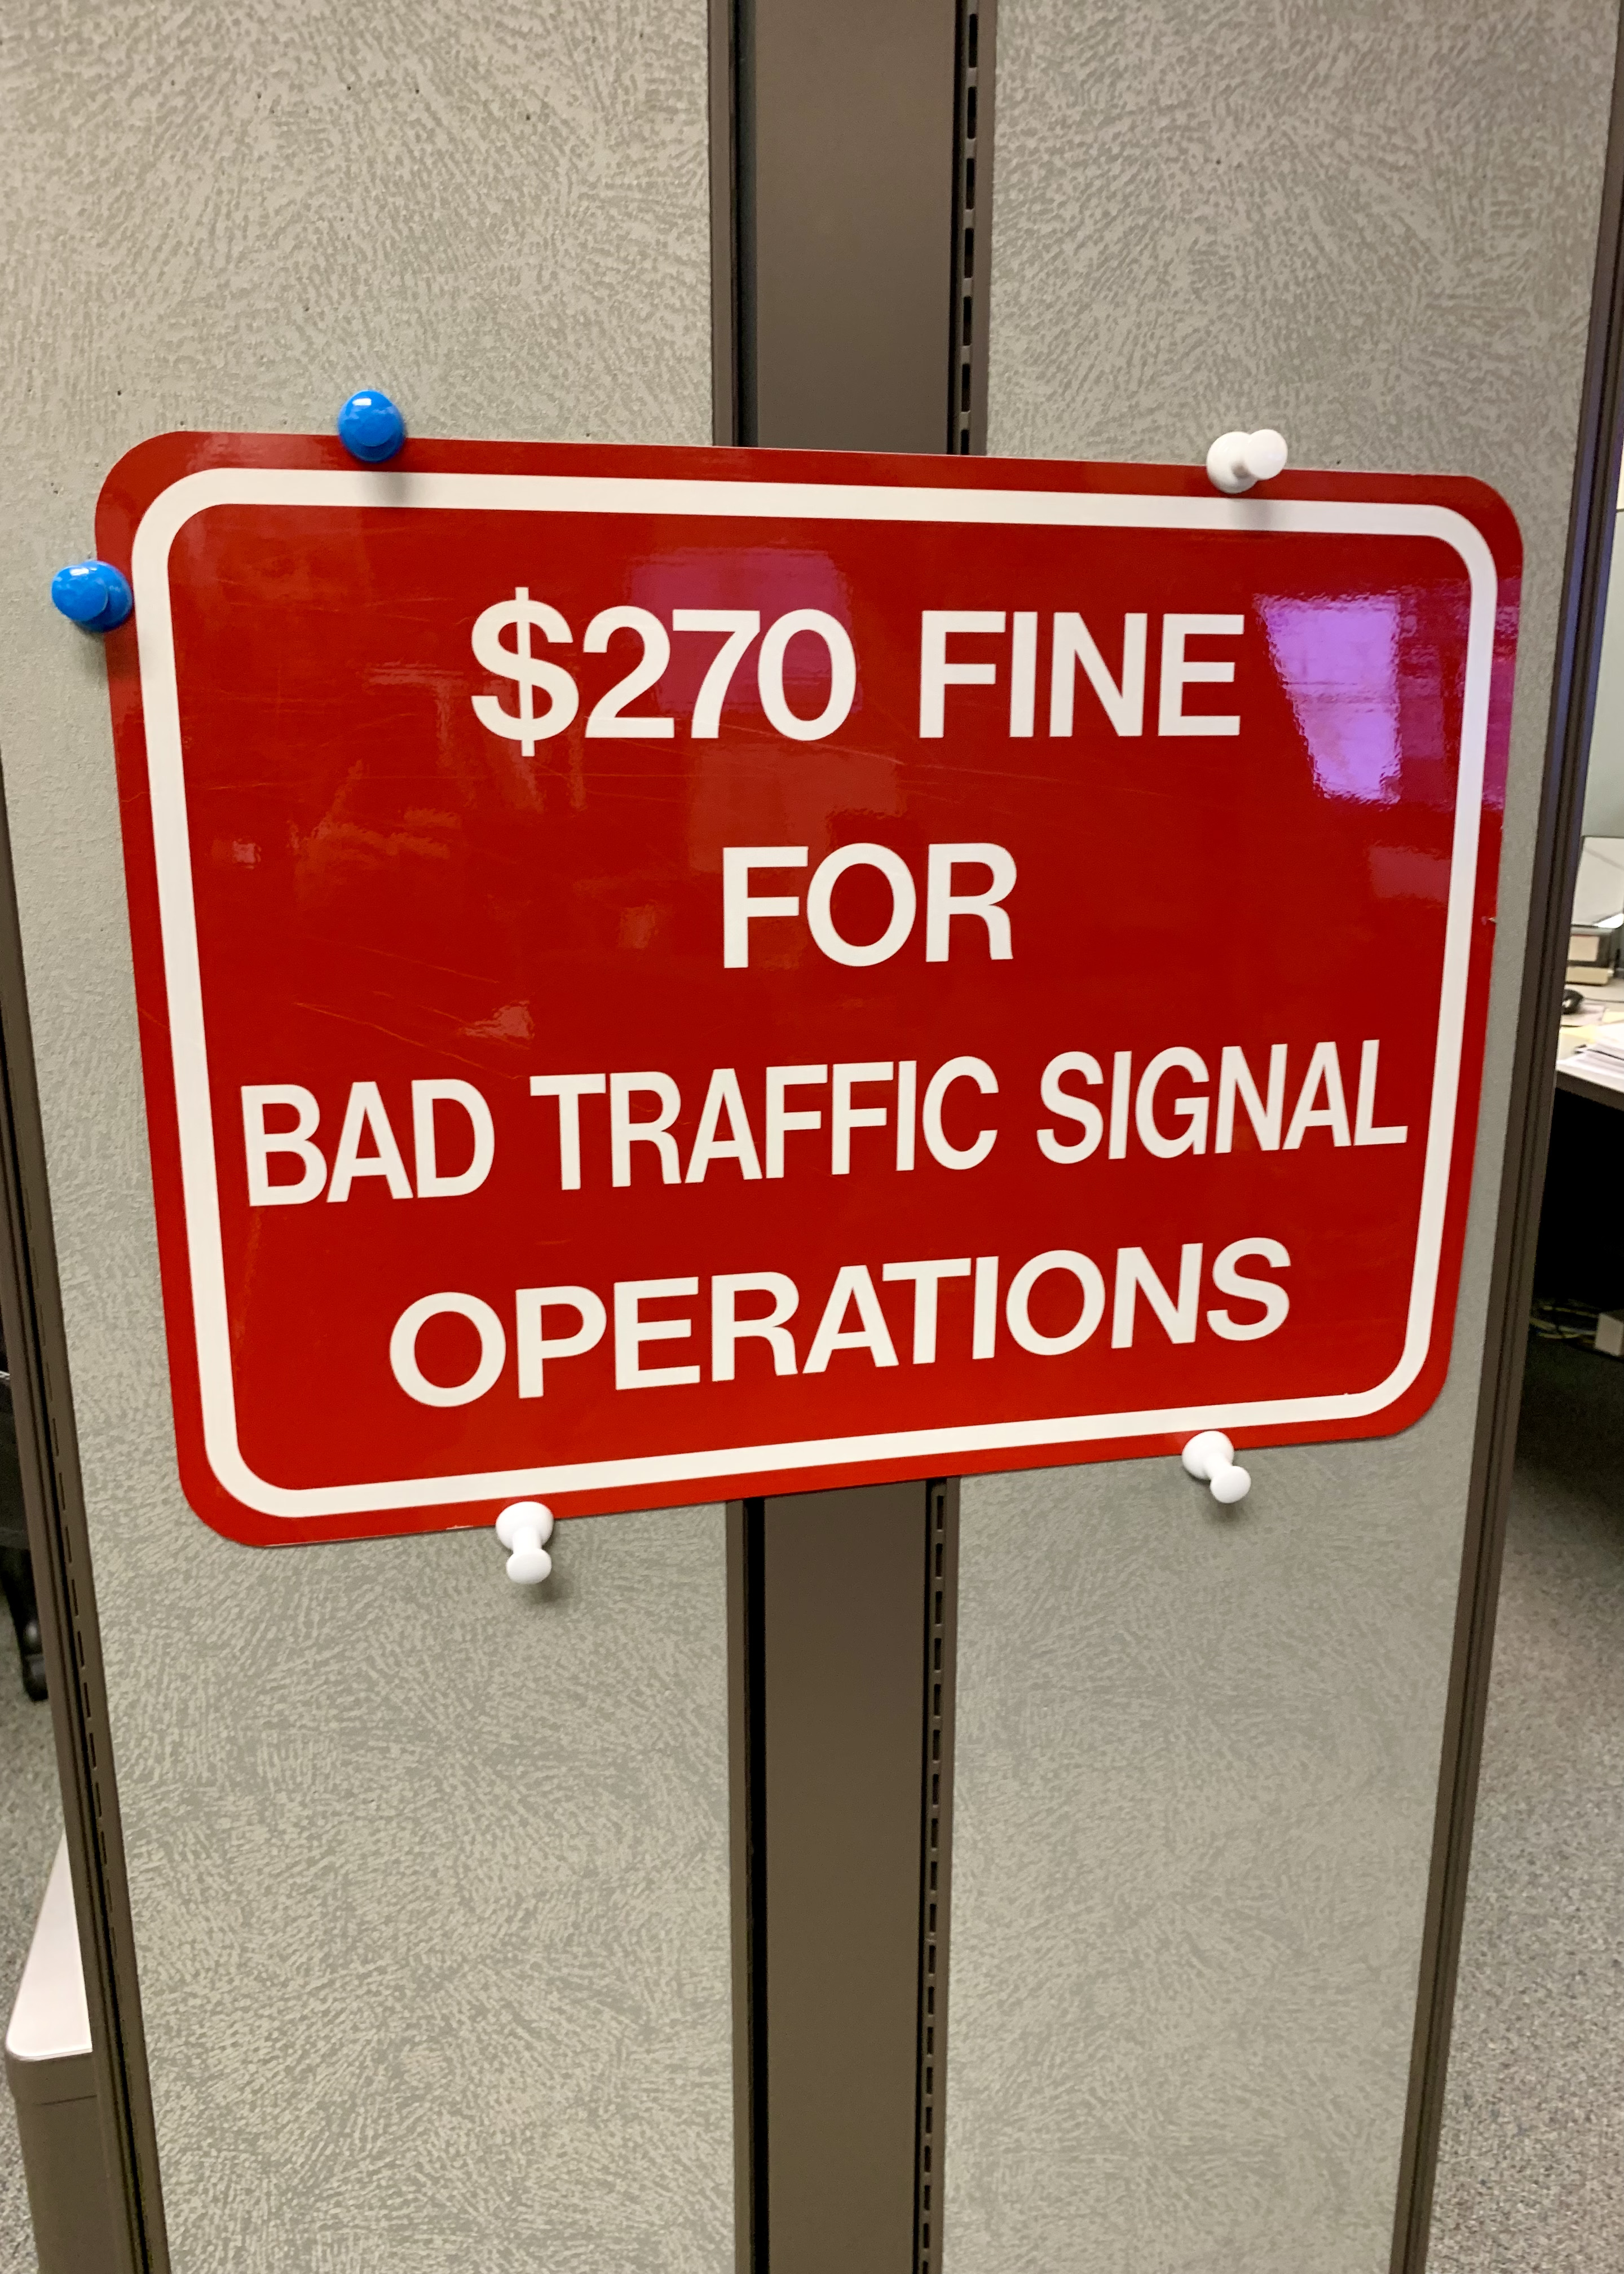 $270 FINE
FOR
BAD TRAFFIC SIGNAL
OPERATIONS